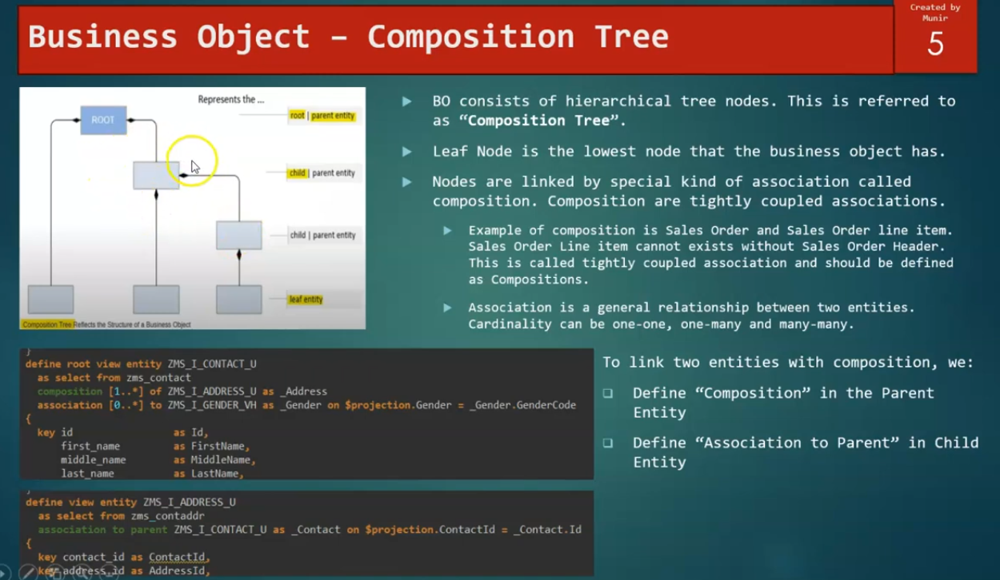 Business Object – Composition Tree
Created by
Munir
5
Represents the ...
ROOT
root | parent entity
child | parent entity
child | parent entity
leaf entity
Composition Tree Reflects the Structure of a Business Object
BO consists of hierarchical tree nodes. This is referred to
as “Composition Tree”.
Leaf Node is the lowest node that the business object has.
Nodes are linked by special kind of association called
composition. Composition are tightly coupled associations.
Example of composition is Sales Order and Sales Order line item.
Sales Order Line item cannot exists without Sales Order Header.
This is called tightly coupled association and should be defined
as Compositions.
Association is a general relationship between two entities.
Cardinality can be one-one, one-many and many-many.
}
define root view entity ZMS_I_CONTACT_U
as select from zms_contact
composition [1..*] of ZMS_I_ADDRESS_U as _Address
association [0..*] to ZMS_I_GENDER_VH as _Gender on $projection.Gender = _Gender.GenderCode
{
key id as Id,
first_name as FirstName,
middle_name as MiddleName,
last_name as LastName,
To link two entities with composition, we:
Define “Composition” in the Parent
Entity
Define “Association to Parent” in Child
Entity
}
define view entity ZMS_I_ADDRESS_U
as select from zms_contaddr
association to parent ZMS_I_CONTACT_U as _Contact on $projection.ContactId = _Contact.Id
{
key contact_id as ContactId,
key address_id as AddressId,